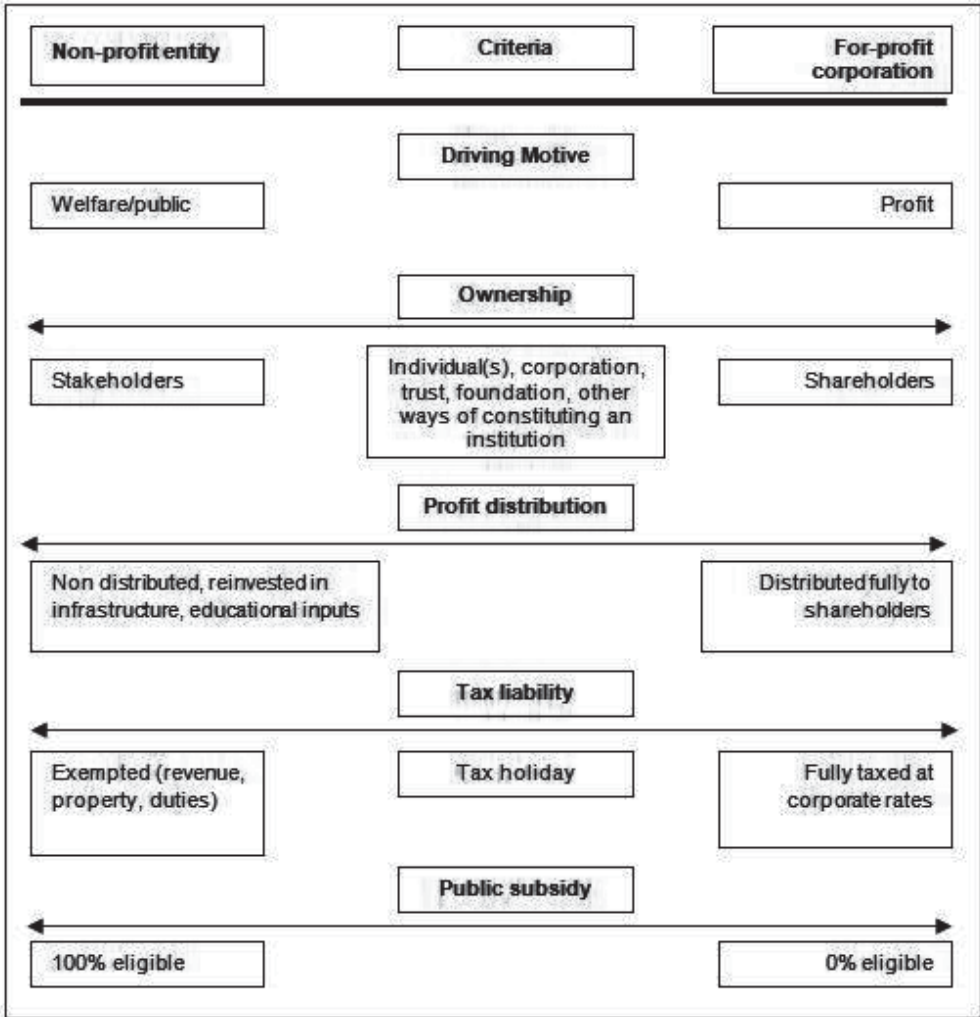 Non-profit entity
Criteria
For-profit
corporation
Driving Motive
Welfare/public
Profit
Ownership
Stakeholders
Individual(s), corporation,
trust, foundation, other
ways of constituting an
institution
Shareholders
Profit distribution
Non distributed, reinvested in
infrastructure, educational inputs
Distributed fully to
shareholders
Tax liability
Exempted (revenue,
property, duties)
Tax holiday
Fully taxed at
corporate rates
Public subsidy
100% eligible
0% eligible